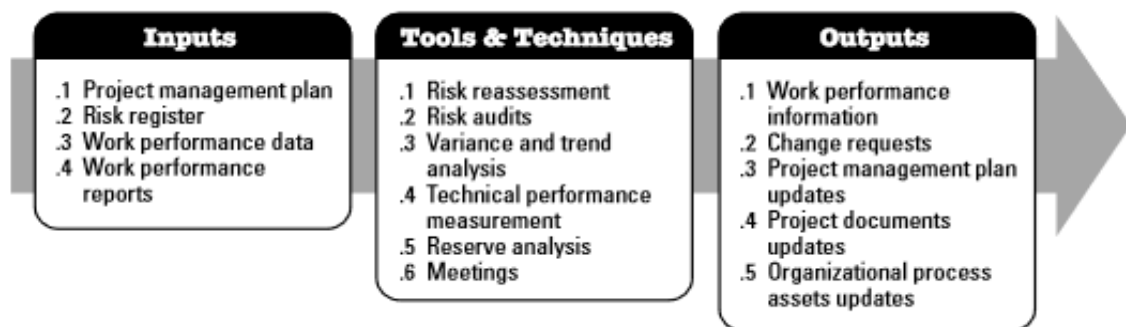 Inputs
.1 Project management plan
.2 Risk register
.3 Work performance data
.4 Work performance
reports
Tools & Techniques
.1 Risk reassessment
.2 Risk audits
.3 Variance and trend
analysis
.4 Technical performance
measurement
.5 Reserve analysis
.6 Meetings
Outputs
.1 Work performance
information
.2 Change requests
.3 Project management plan
updates
.4 Project documents
updates
.5 Organizational process
assets updates